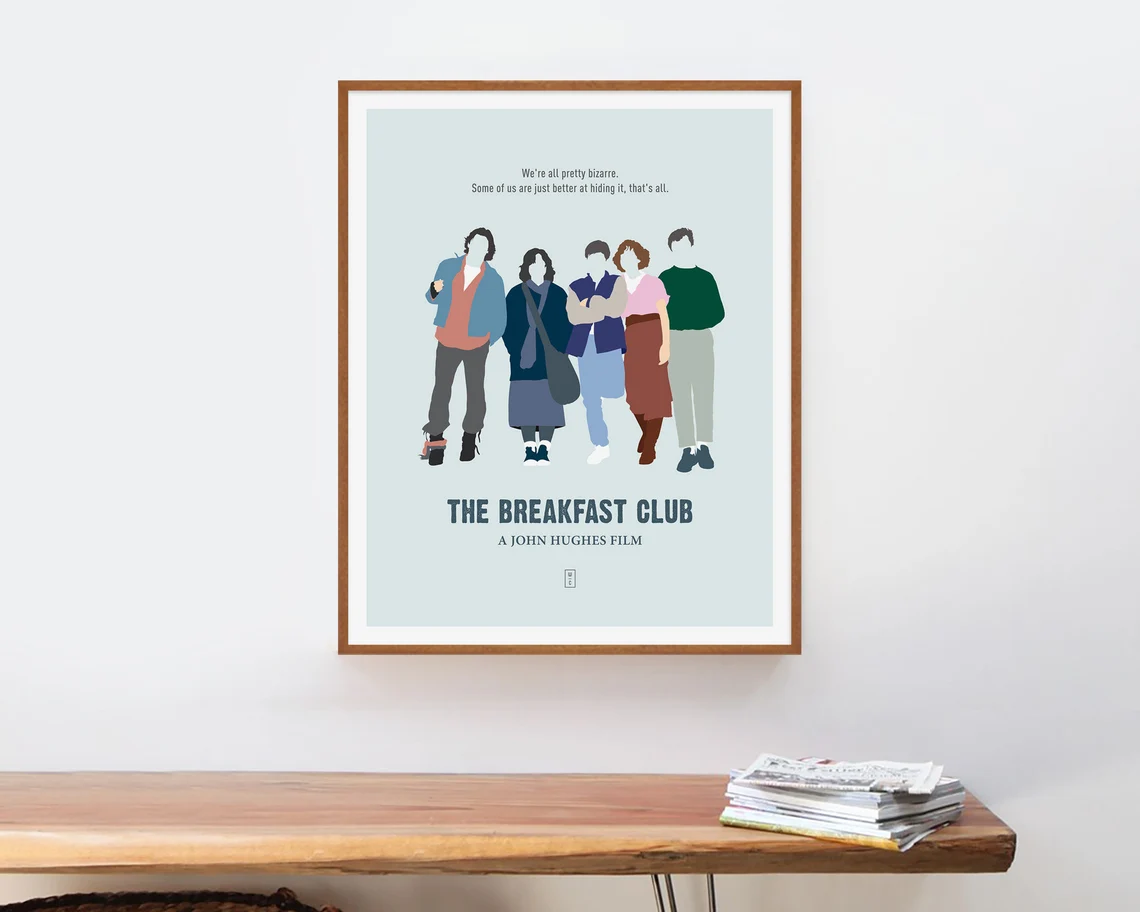 We're all pretty bizarre.
Some of us are just better at hiding it, that's all.
THE BREAKFAST CLUB
A JOHN HUGHES FILM
W
C